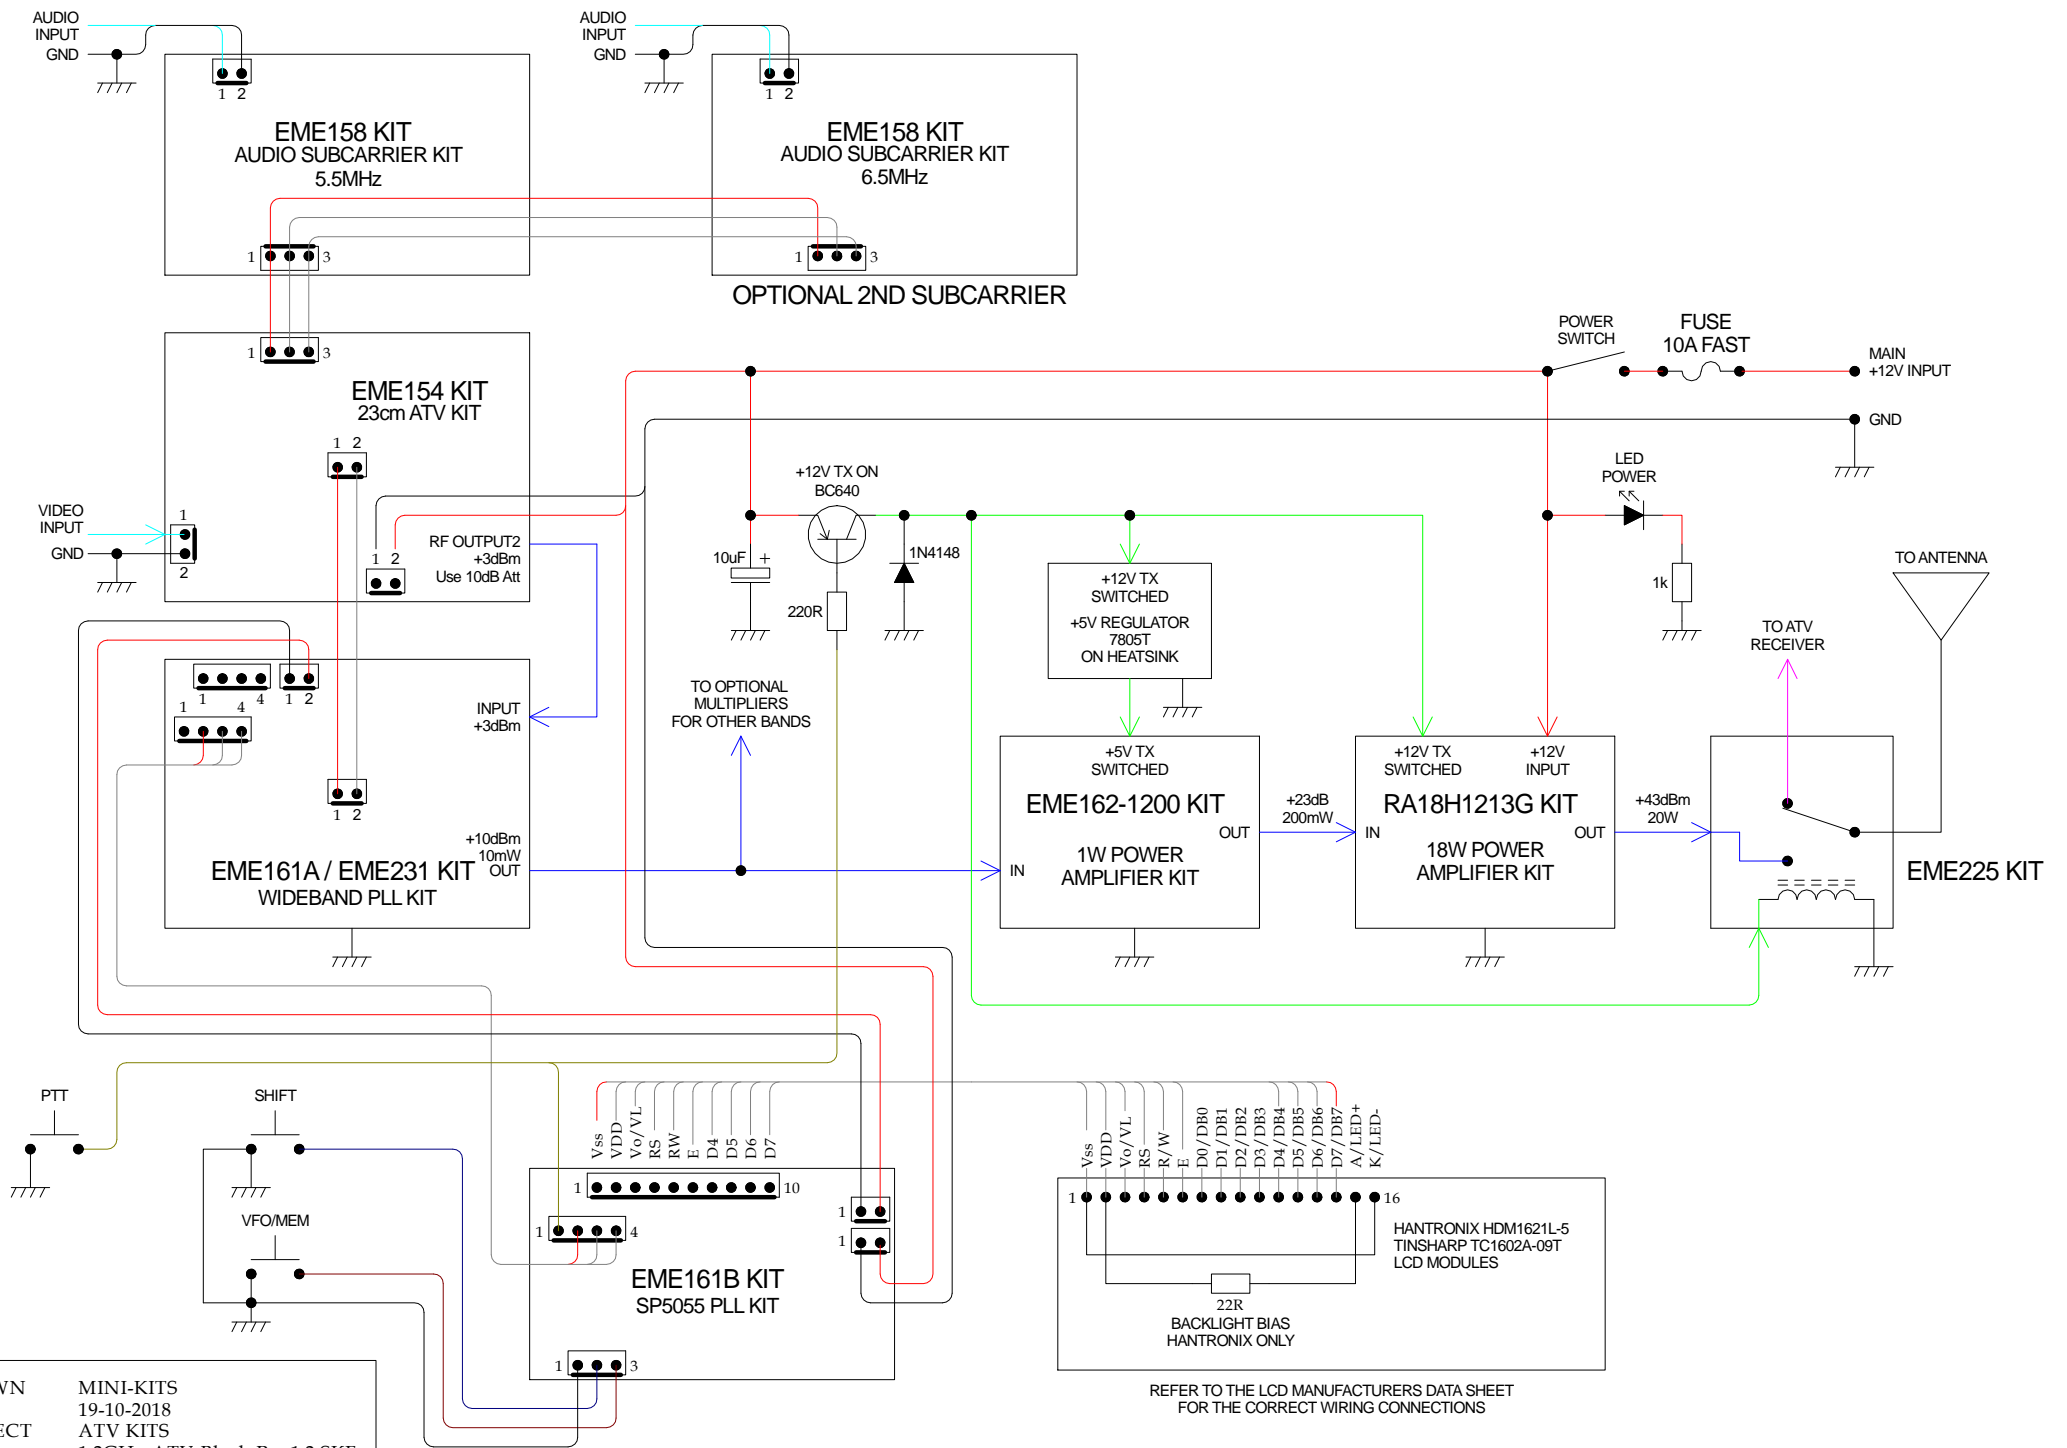 AUDIO
INPUT
GND
1 2
EME158 KIT
AUDIO SUBCARRIER KIT
5.5MHz
1 3
AUDIO
INPUT
GND
1 2
EME158 KIT
AUDIO SUBCARRIER KIT
6.5MHz
1 3
OPTIONAL 2ND SUBCARRIER
1 3
EME154 KIT
23cm ATV KIT
1 2
VIDEO
INPUT
GND
1
2
1 2
RF OUTPUT2
+3dBm
Use 10dB Att
POWER
SWITCH
FUSE
10A FAST
MAIN
+12V INPUT
GND
LED
POWER
1k
+12V TX ON
BC640
10uF +
1N4148
220R
+12V TX
SWITCHED
+5V REGULATOR
7805T
ON HEATSINK
TO ANTENNA
TO ATV
RECEIVER
1 4 1 2
1 4
INPUT
+3dBm
1 2
+10dBm
10mW
OUT
EME161A / EME231 KIT
WIDEBAND PLL KIT
TO OPTIONAL
MULTIPLIERS
FOR OTHER BANDS
+5V TX
SWITCHED
EME162-1200 KIT
OUT
IN
1W POWER
AMPLIFIER KIT
+23dB
200mW
+12V TX
SWITCHED
+12V
INPUT
RA18H1213G KIT
IN
OUT
18W POWER
AMPLIFIER KIT
+43dBm
20W
EME225 KIT
PTT
SHIFT
VFO/MEM
Vss
VDD
Vo/VL
RS
RW
E
D4
D5
D6
D7
1 10
1 4
1
1
EME161B KIT
SP5055 PLL KIT
1 3
Vss
VDD
Vo/VL
RS
R/W
E
D0/DB0
D1/DB1
D2/DB2
D3/DB3
D4/DB4
D5/DB5
D6/DB6
D7/DB7
A/LED+
K/LED-
1 16
HANTRONIX HDM1621L-5
TINSHARP TC1602A-09T
LCD MODULES
22R
BACKLIGHT BIAS
HANTRONIX ONLY
REFER TO THE LCD MANUFACTURERS DATA SHEET
FOR THE CORRECT WIRING CONNECTIONS
WN MINI-KITS
19-10-2018
ECT ATV KITS